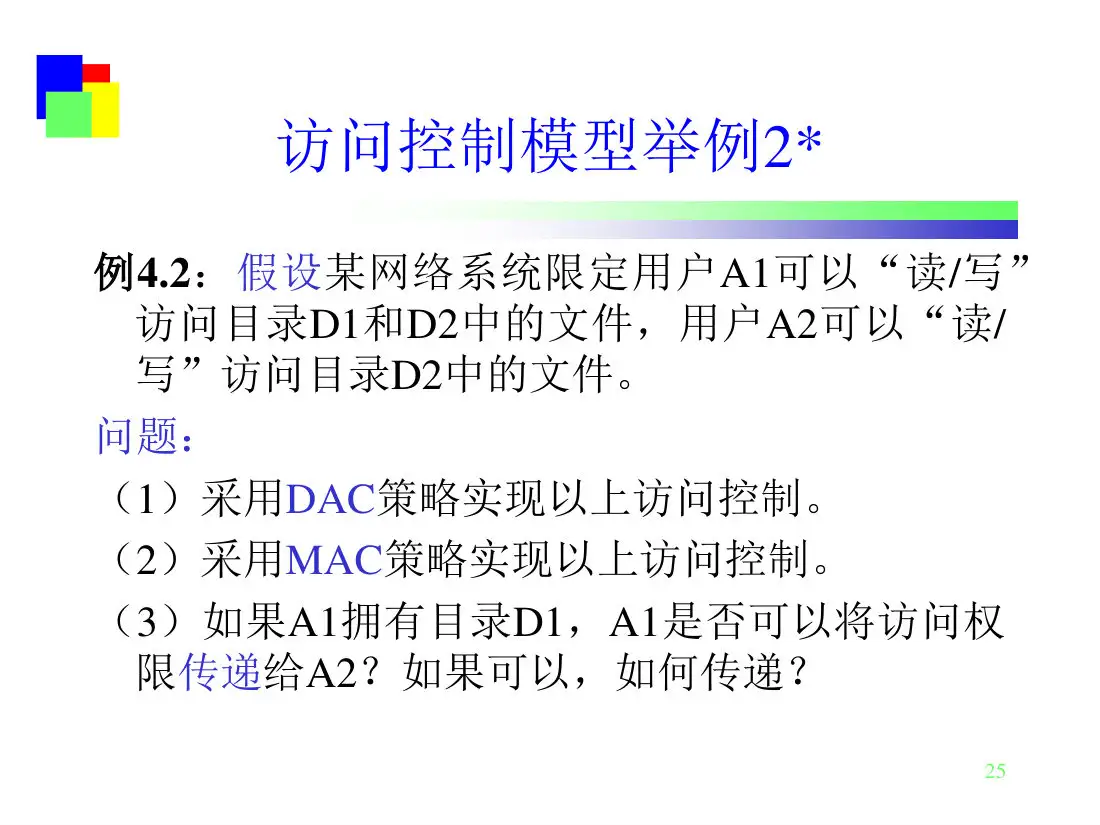 访问控制模型举例2*
例4.2：假设某网络系统限定用户A1可以“读/写”
访问目录D1和D2中的文件，用户A2可以“读/
写”访问目录D2中的文件。
问题：
（1）采用DAC策略实现以上访问控制。
（2）采用MAC策略实现以上访问控制。
（3）如果A1拥有目录D1，A1是否可以将访问权
限传递给A2？如果可以，如何传递？
25